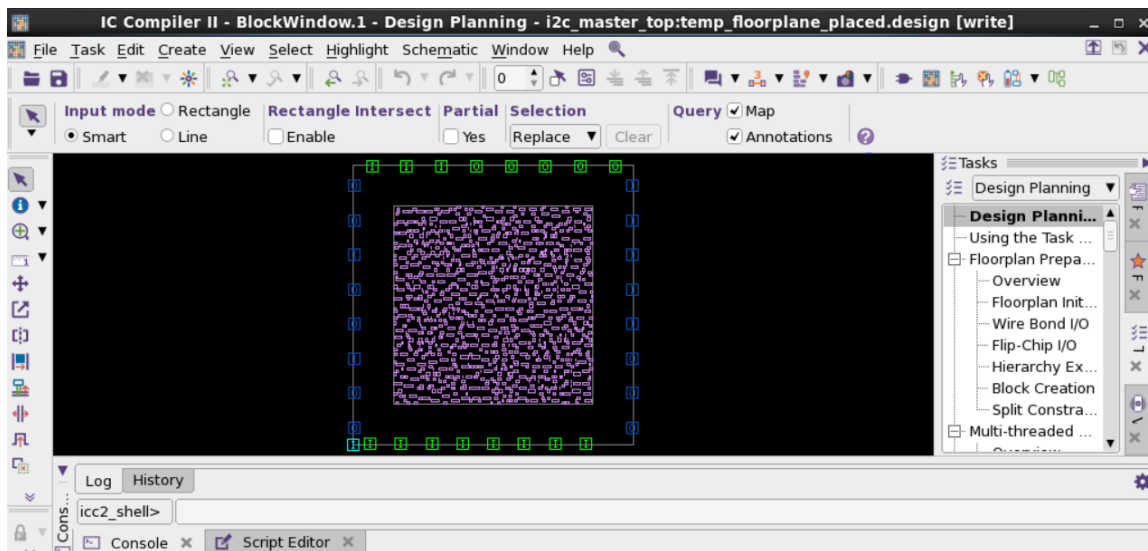 IC Compiler II - BlockWindow.1 - Design Planning - i2c_master_top:temp_floorplane_placed.design [write]
File Task Edit Create View Select Highlight Schematic Window Help
0
Input mode Rectangle Rectangle Intersect Partial Selection Query Map
Smart Line Enable Yes Replace Clear Annotations
I I I O O O O O
I I I I I I I I I
Tasks
Design Planning
Design Planni...
Using the Task ...
Floorplan Prepa...
Overview
Floorplan Init...
Wire Bond I/O
Flip-Chip I/O
Hierarchy Ex...
Block Creation
Split Constra...
Multi-threaded ...
Log History
Cons...
icc2_shell>
Console Script Editor